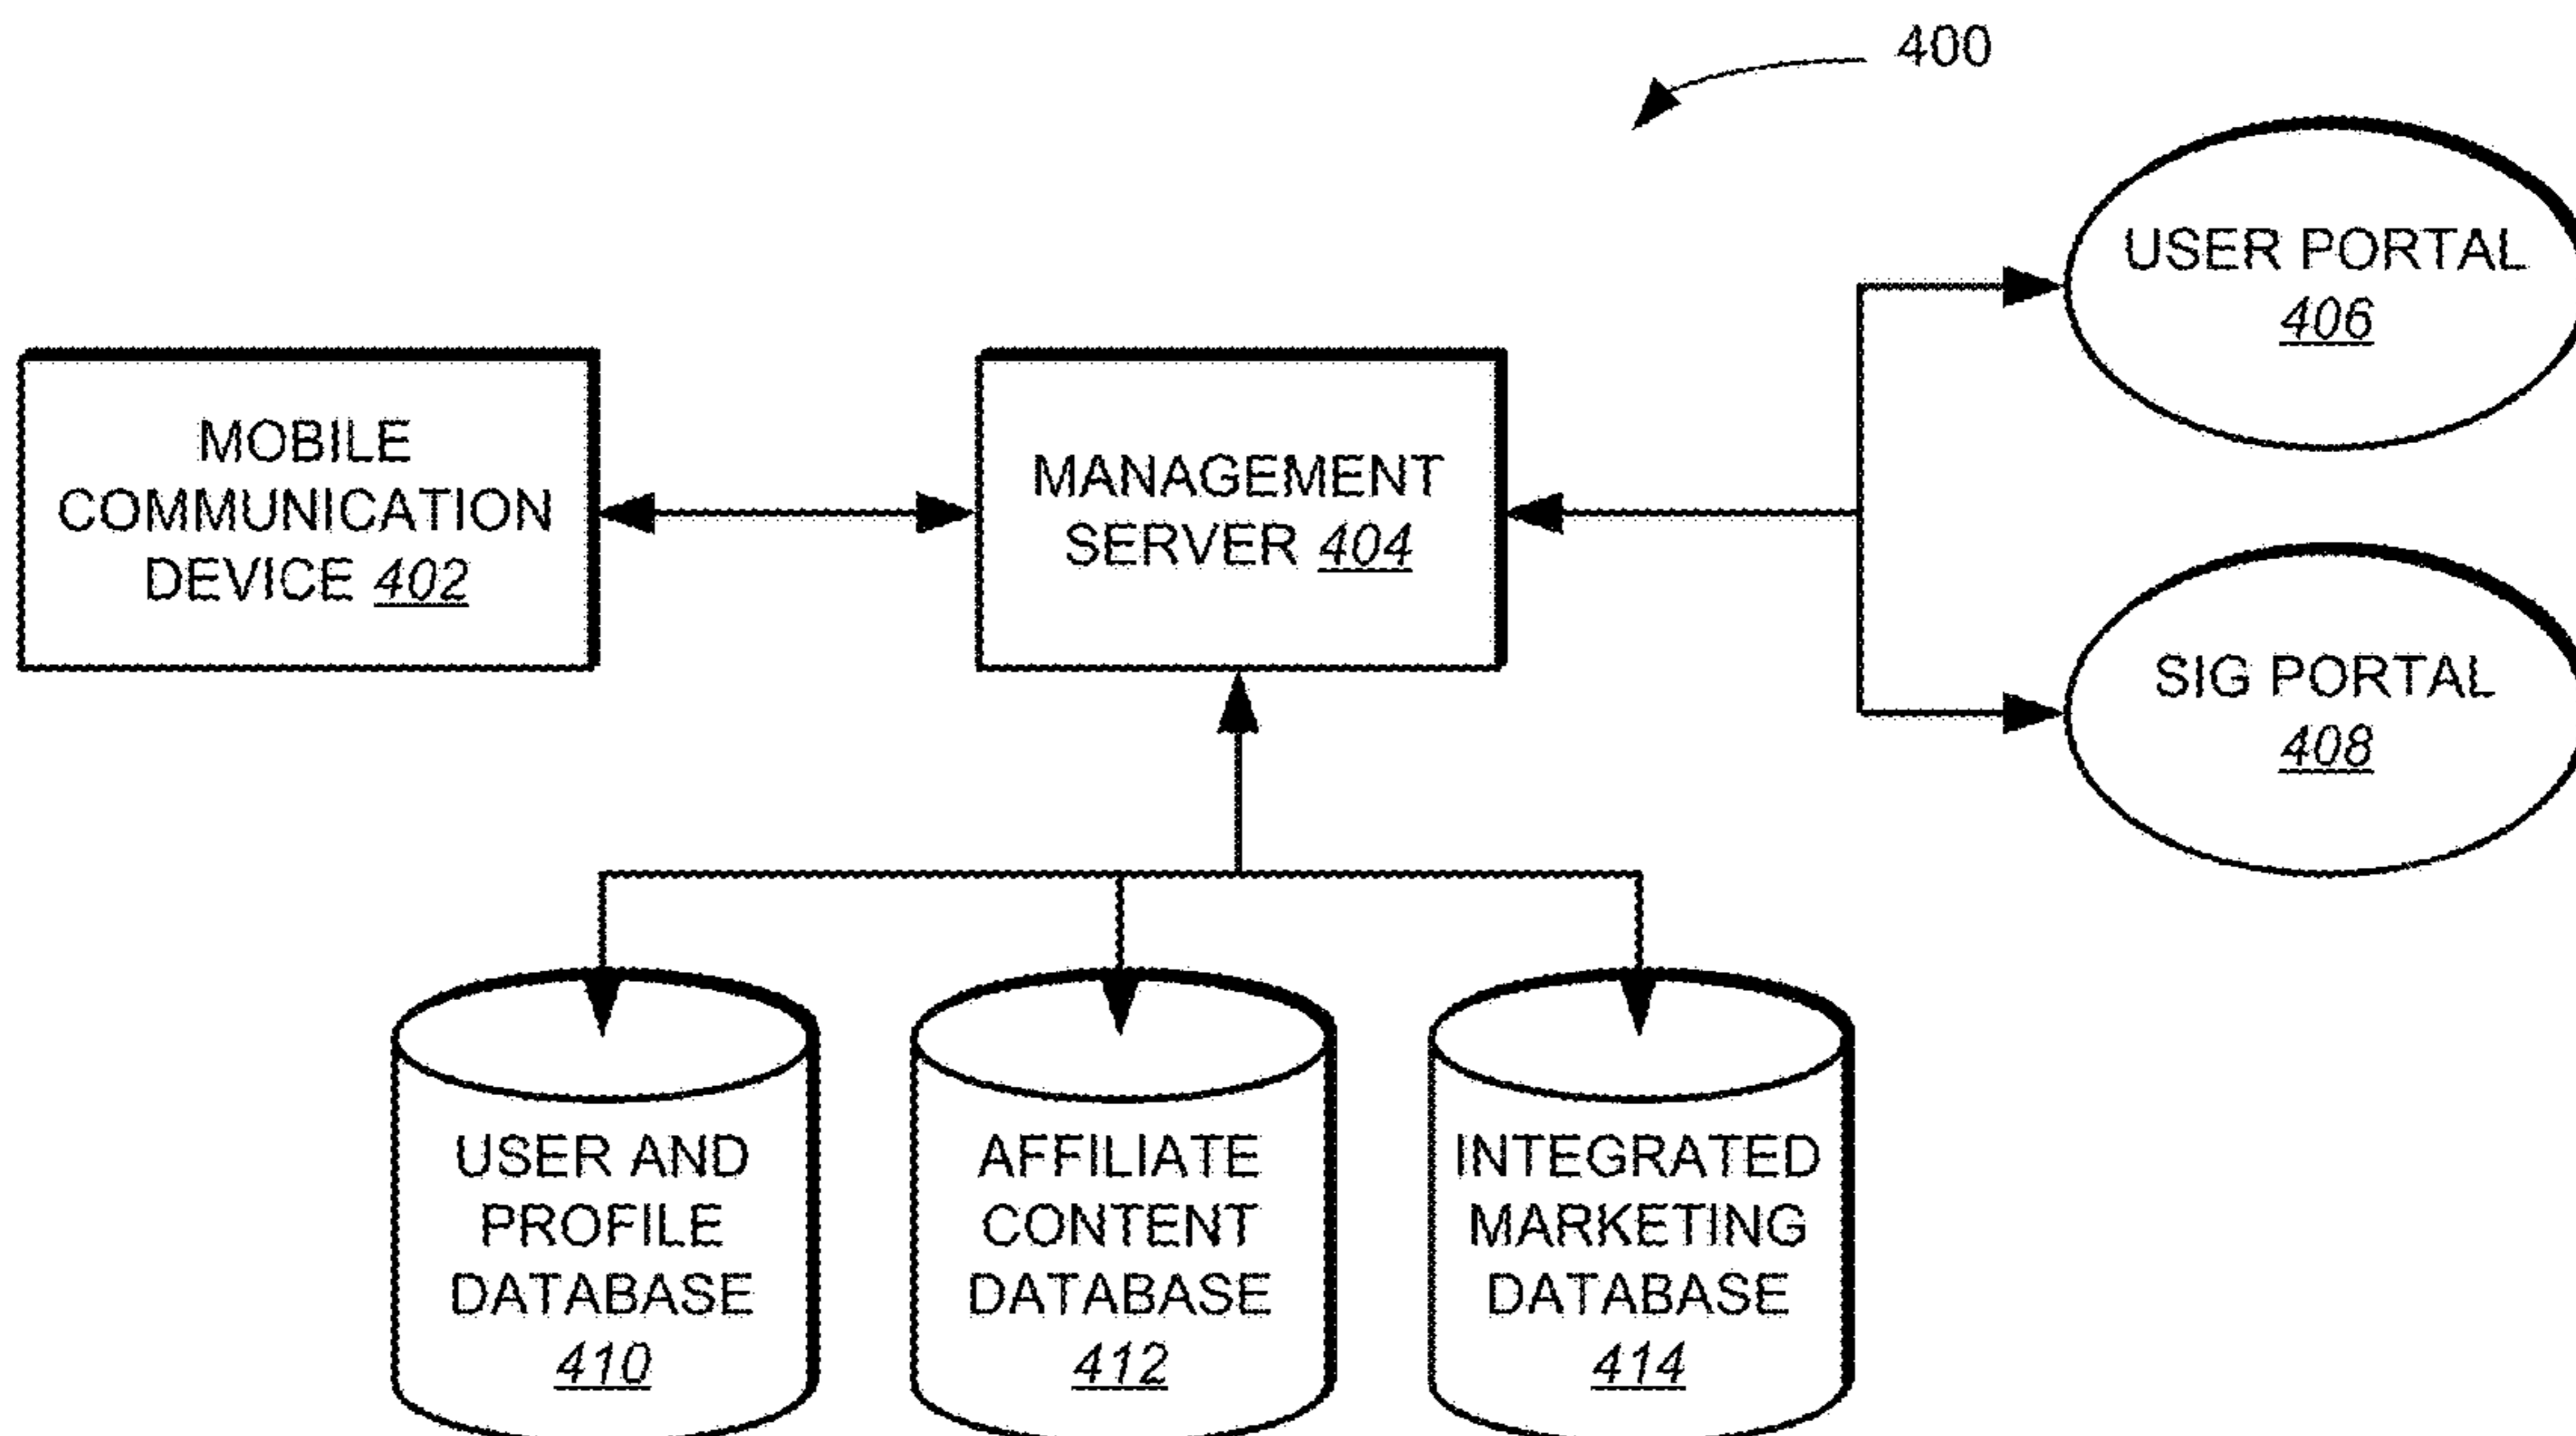 400
USER PORTAL
406
MOBILE
COMMUNICATION
DEVICE 402
MANAGEMENT
SERVER 404
SIG PORTAL
408
USER AND
PROFILE
DATABASE
410
AFFILIATE
CONTENT
DATABASE
412
INTEGRATED
MARKETING
DATABASE
414